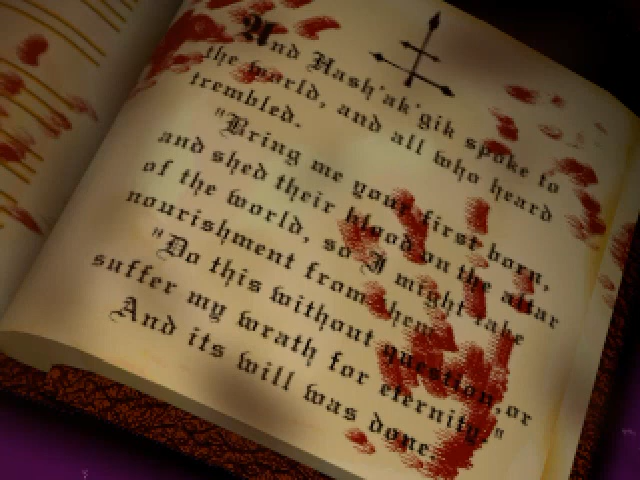 And Hash'ak'gik spoke to
the world, and all who heard
trembled.
"Bring me your first born,
and shed their blood on the altar
of the world, so I might take
nourishment from them.
"Do this without question, or
suffer my wrath for eternity."
And its will was done.